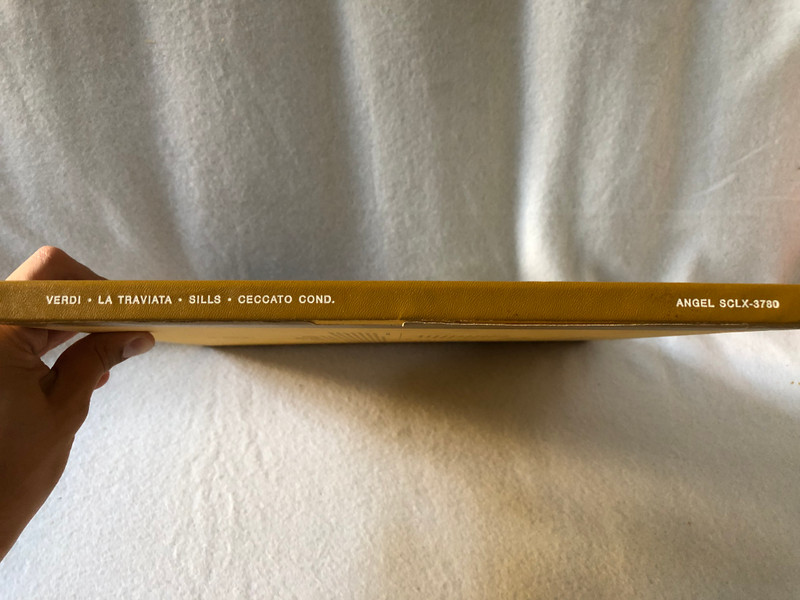 VERDI • LA TRAVIATA • SILLS • CECCATO COND.
ANGEL SCLX-3780